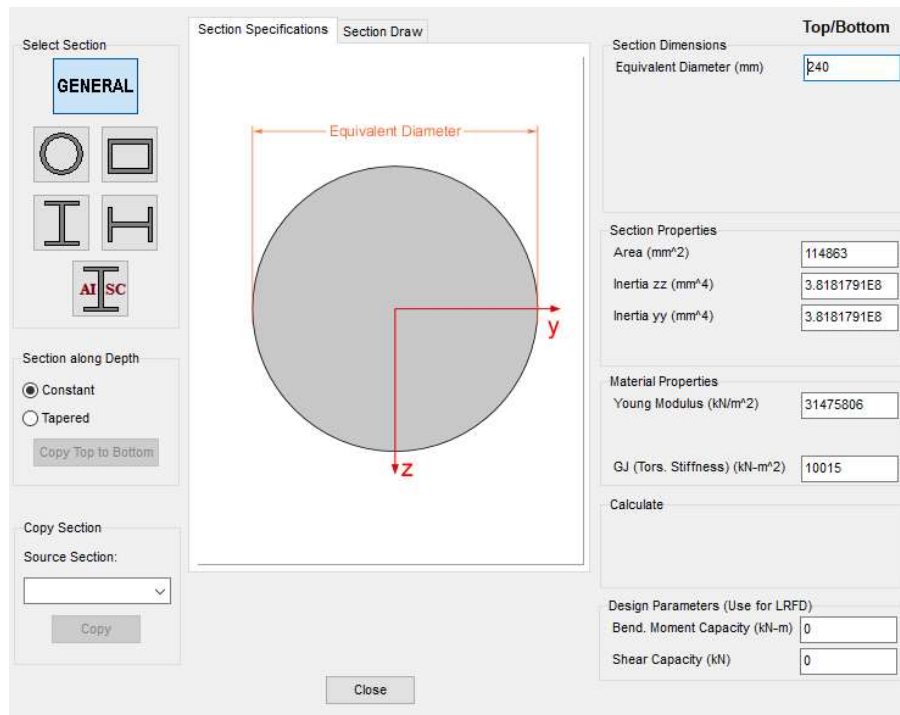 Select Section
GENERAL
AI SC
Section along Depth
Constant
Tapered
Copy Top to Bottom
Copy Section
Source Section:
Copy
Section Specifications
Section Draw
Equivalent Diameter
y
z
Close
Top/Bottom
Section Dimensions
Equivalent Diameter (mm) 240
Section Properties
Area (mm^2) 114863
Inertia zz (mm^4) 3.8181791E8
Inertia yy (mm^4) 3.8181791E8
Material Properties
Young Modulus (kN/m^2) 31475806
GJ (Tors. Stiffness) (kN-m^2) 10015
Calculate
Design Parameters (Use for LRFD)
Bend. Moment Capacity (kN-m) 0
Shear Capacity (kN) 0